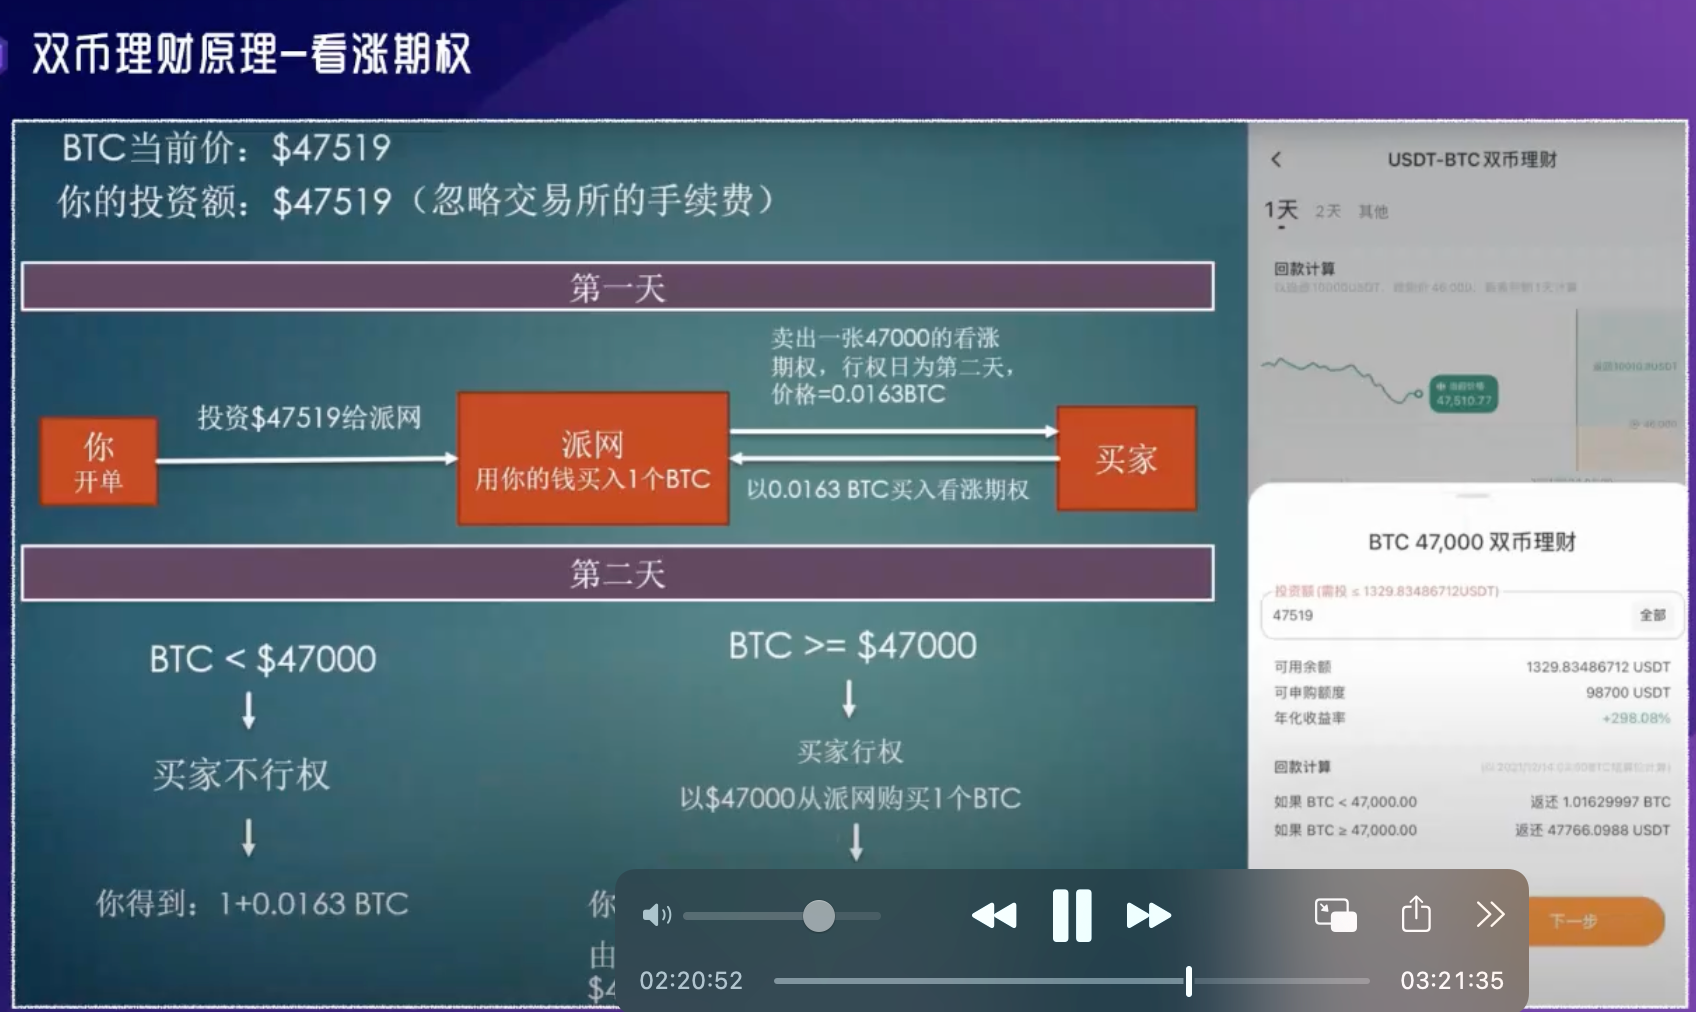 双币理财原理-看涨期权
BTC当前价：$47519
你的投资额：$47519（忽略交易所的手续费）
第一天
卖出一张47000的看涨
期权，行权日为第二天，
价格=0.0163BTC
投资$47519给派网
你
开单
派网
用你的钱买入1个BTC
买家
以0.0163 BTC买入看涨期权
第二天
BTC < $47000
买家不行权
你得到：1+0.0163 BTC
BTC >= $47000
买家行权
以$47000从派网购买1个BTC
你
由
$4
USDT-BTC双币理财
1天 2天 其他
回款计算
当前价格
47,510.77
46,000
BTC 47,000 双币理财
投资额(需投 ≤ 1329.83486712USDT)
47519 全部
可用余额 1329.83486712 USDT
可申购额度 98700 USDT
年化收益率 +298.08%
回款计算
如果 BTC < 47,000.00 返还 1.01629997 BTC
如果 BTC ≥ 47,000.00 返还 47766.0988 USDT
下一步
02:20:52 03:21:35